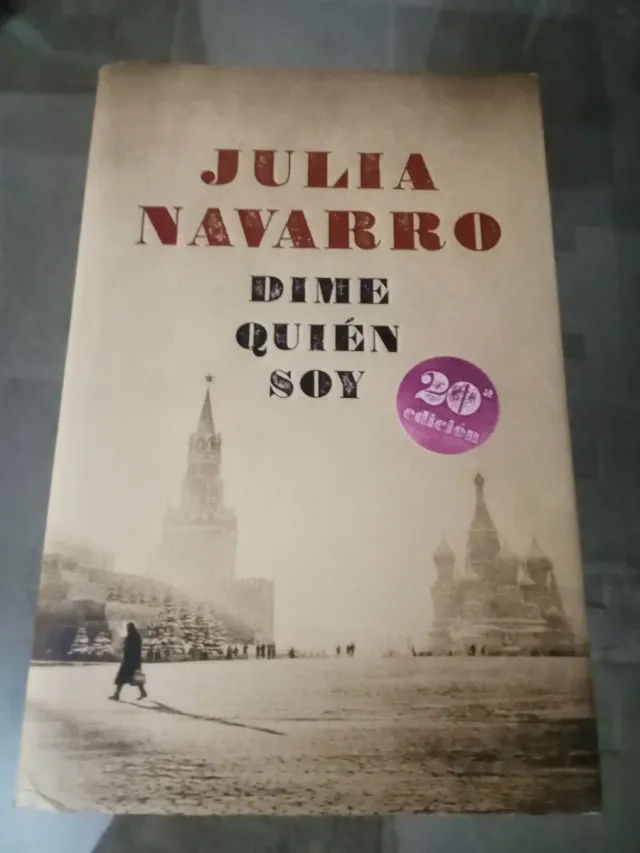 JULIA
NAVARRO
DIME
QUIÉN
SOY
20ª
edición